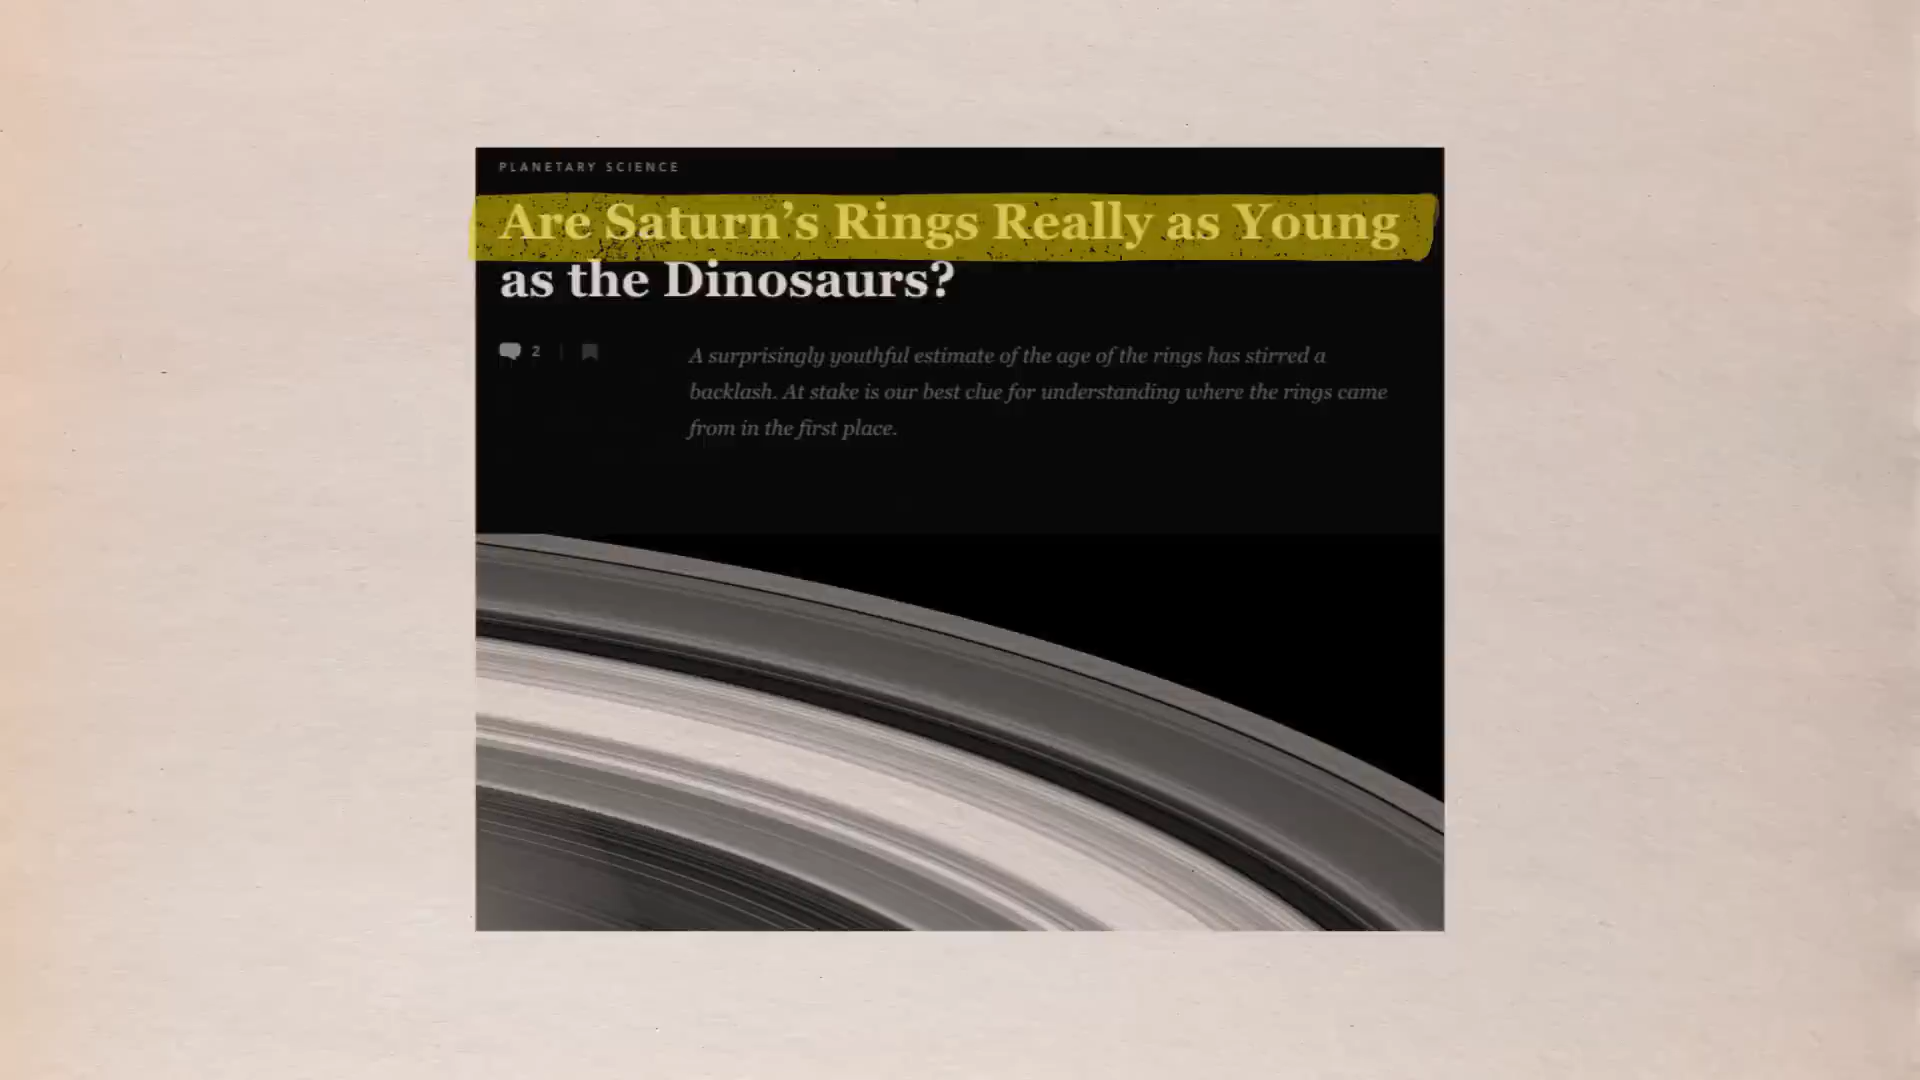 PLANETARY SCIENCE
Are Saturn’s Rings Really as Young
as the Dinosaurs?
2
A surprisingly youthful estimate of the age of the rings has stirred a
backlash. At stake is our best clue for understanding where the rings came
from in the first place.